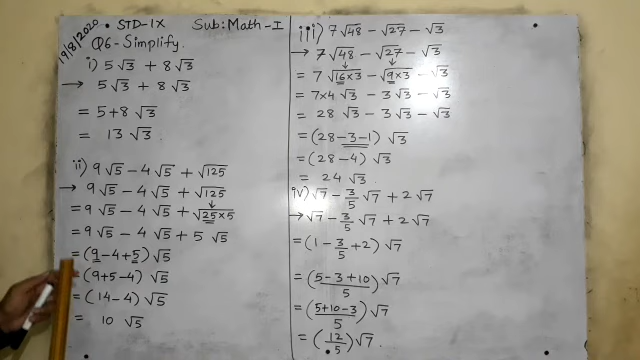 19/8/2020 STD-IX Sub: Math-I
Q6-Simplify.
i) 5√3 + 8√3
→ 5√3 + 8√3
= 5+8 √3
= 13 √3.
ii) 9√5 - 4√5 + √125
→ 9√5 - 4√5 + √125
= 9√5 - 4√5 + √25×5
= 9√5 - 4√5 + 5 √5
= (9-4+5)√5
= (9+5-4)√5
= (14-4)√5
= 10 √5
iii) 7√48 - √27 - √3
→ 7√48 - √27 - √3
= 7√16×3 - √9×3 - √3
= 7×4√3 - 3√3 - √3
= 28√3 - 3√3 - √3
= (28-3-1) √3
= (28-4) √3
= 24 √3.
iv) √7 - 3/5 √7 + 2√7
→ √7 - 3/5 √7 + 2√7
= (1 - 3/5 + 2) √7
= (5-3+10/5) √7
= (5+10-3/5) √7
= (12/5) √7.